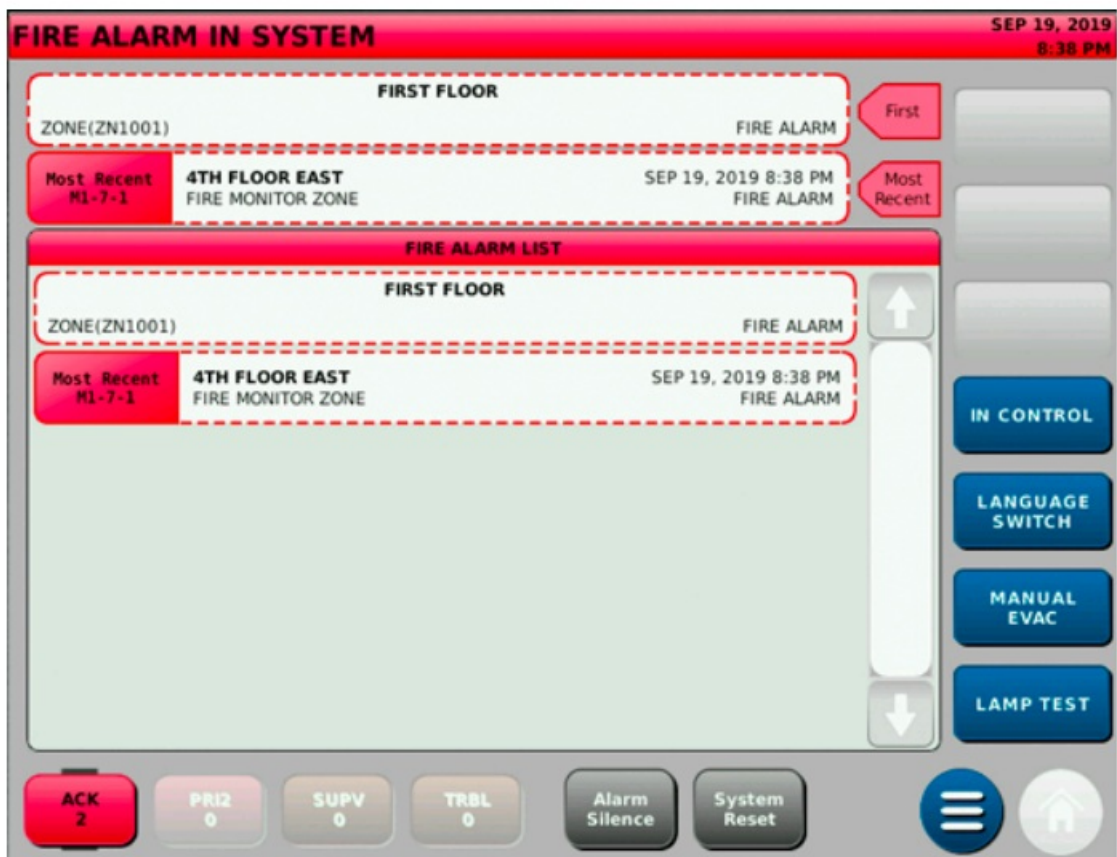 FIRE ALARM IN SYSTEM
SEP 19, 2019
8:38 PM
FIRST FLOOR
ZONE(ZN1001)
FIRE ALARM
First
Most Recent
M1-7-1
4TH FLOOR EAST
FIRE MONITOR ZONE
SEP 19, 2019 8:38 PM
FIRE ALARM
Most
Recent
FIRE ALARM LIST
FIRST FLOOR
ZONE(ZN1001)
FIRE ALARM
Most Recent
M1-7-1
4TH FLOOR EAST
FIRE MONITOR ZONE
SEP 19, 2019 8:38 PM
FIRE ALARM
IN CONTROL
LANGUAGE
SWITCH
MANUAL
EVAC
LAMP TEST
ACK
2
PRI2
0
SUPV
0
TRBL
0
Alarm
Silence
System
Reset